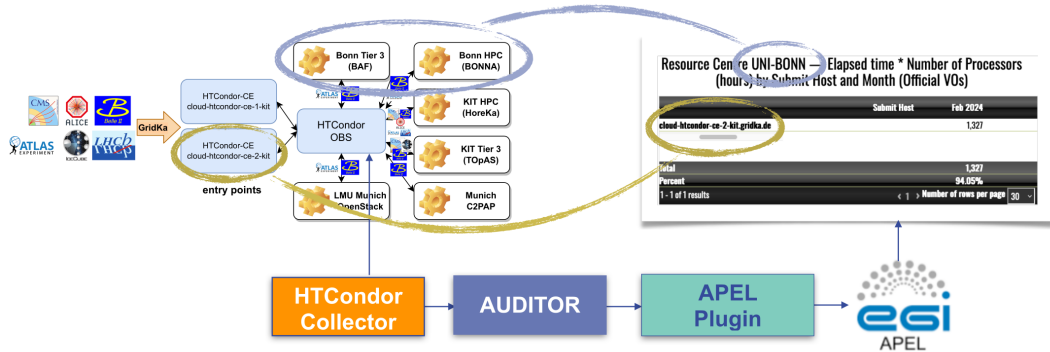 Bonn Tier 3
(BAF)
Bonn HPC
(BONNA)
HTCondor-CE
cloud-htcondor-ce-1-kit
CMS
ALICE
Belle II
GridKa
ATLAS
EXPERIMENT
IceCube
LHCb
HTCondor-CE
cloud-htcondor-ce-2-kit
entry points
ATLAS
HTCondor
OBS
KIT HPC
(HoreKa)
KIT Tier 3
(TOpAS)
LMU Munich
OpenStack
Munich
C2PAP
Resource Centre UNI-BONN — Elapsed time * Number of Processors
(hours) by Submit Host and Month (Official VOs)
Submit Host Feb 2024
cloud-htcondor-ce-2-kit.gridka.de 1,327
Total 1,327
Percent 94.05%
1 - 1 of 1 results ‹ 1 › Number of rows per page 30
HTCondor
Collector
AUDITOR
APEL
Plugin
egi
APEL